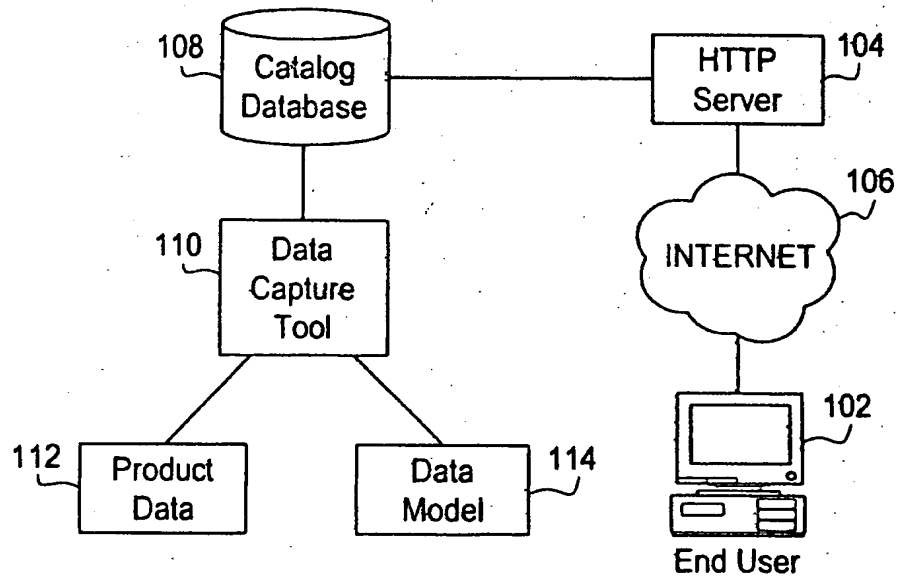 108
Catalog
Database
HTTP
Server
104
106
INTERNET
110
Data
Capture
Tool
102
112
Product
Data
Data
Model
114
End User